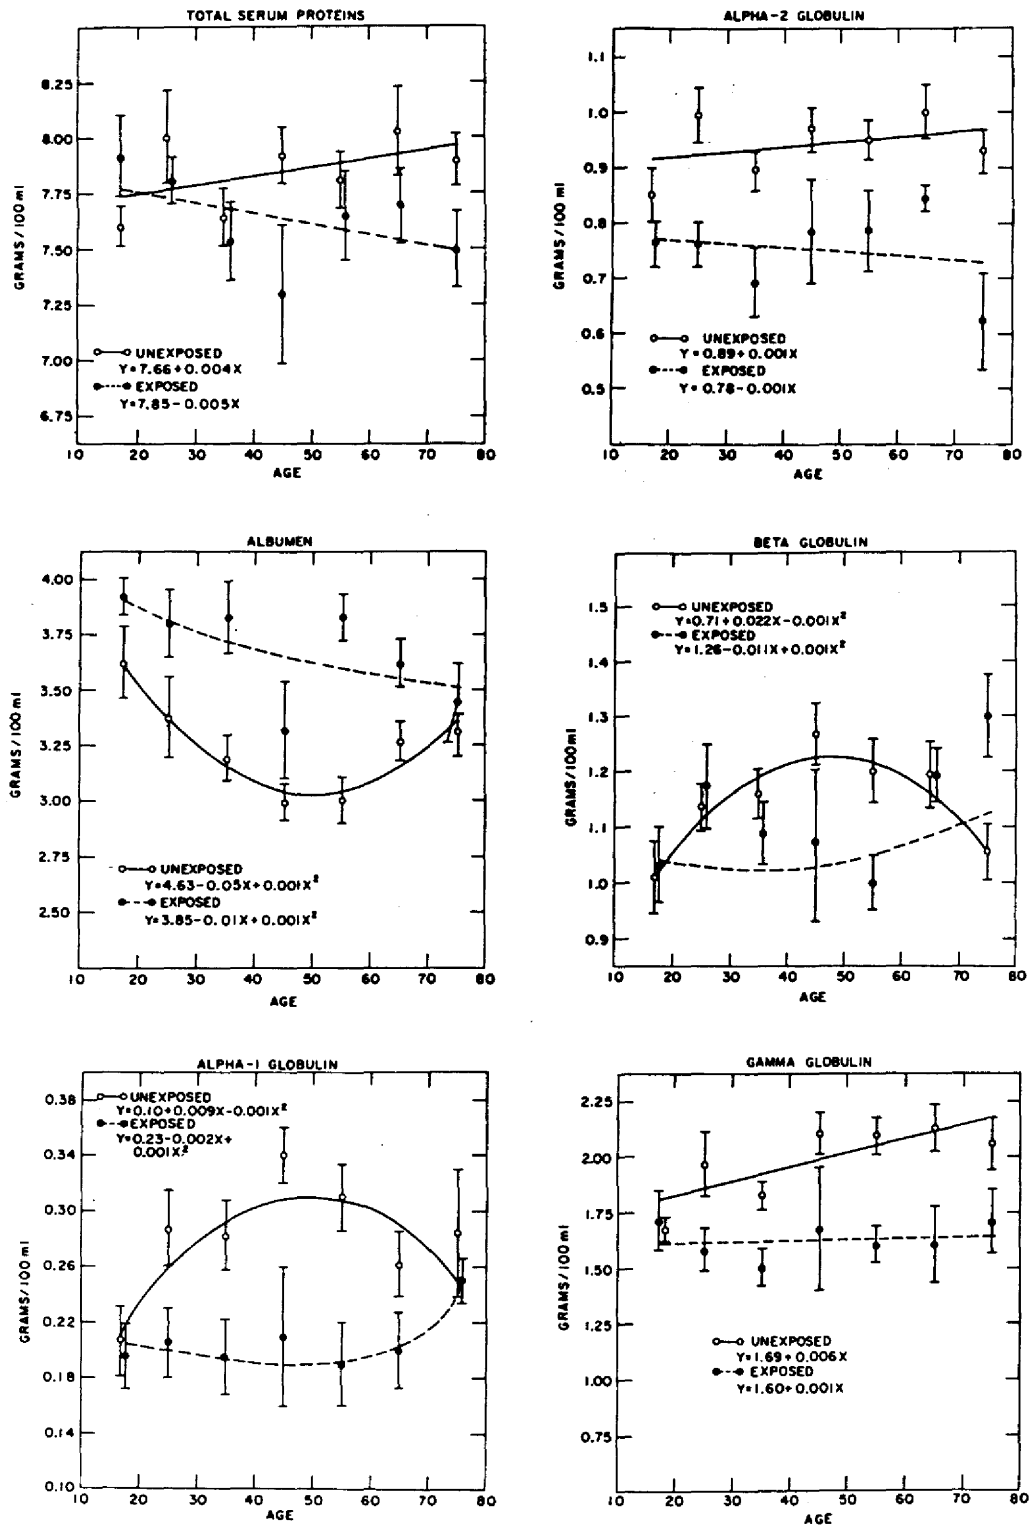 TOTAL SERUM PROTEINS
GRAMS/100 ml
8.25
8.00
7.75
7.50
7.25
7.00
6.75
UNEXPOSED
Y=7.66+0.004X
EXPOSED
Y=7.85-0.005X
10 20 30 40 50 60 70 80
AGE
ALPHA-2 GLOBULIN
GRAMS/100 ml
1.1
1.0
0.9
0.8
0.7
0.6
0.5
UNEXPOSED
Y=0.89+0.001X
EXPOSED
Y=0.78-0.001X
10 20 30 40 50 60 70 80
AGE
ALBUMEN
GRAMS/100 ml
4.00
3.75
3.50
3.25
3.00
2.75
2.50
UNEXPOSED
Y=4.63-0.05X+0.001X²
EXPOSED
Y=3.85-0.01X+0.001X²
10 20 30 40 50 60 70 80
AGE
BETA GLOBULIN
GRAMS/100ml
1.5
1.4
1.3
1.2
1.1
1.0
0.9
UNEXPOSED
Y=0.71+0.022X-0.001X²
EXPOSED
Y=1.26-0.011X+0.001X²
10 20 30 40 50 60 70 80
AGE
ALPHA-1 GLOBULIN
GRAMS/100 ml
0.38
0.34
0.30
0.26
0.22
0.18
0.14
0.10
UNEXPOSED
Y=0.10+0.009X-0.001X²
EXPOSED
Y=0.23-0.002X+
0.001X²
10 20 30 40 50 60 70 80
AGE
GAMMA GLOBULIN
GRAMS/100 ml
2.25
2.00
1.75
1.50
1.25
1.00
0.75
UNEXPOSED
Y=1.69+0.006X
EXPOSED
Y=1.60+0.001X
10 20 30 40 50 60 70 80
AGE